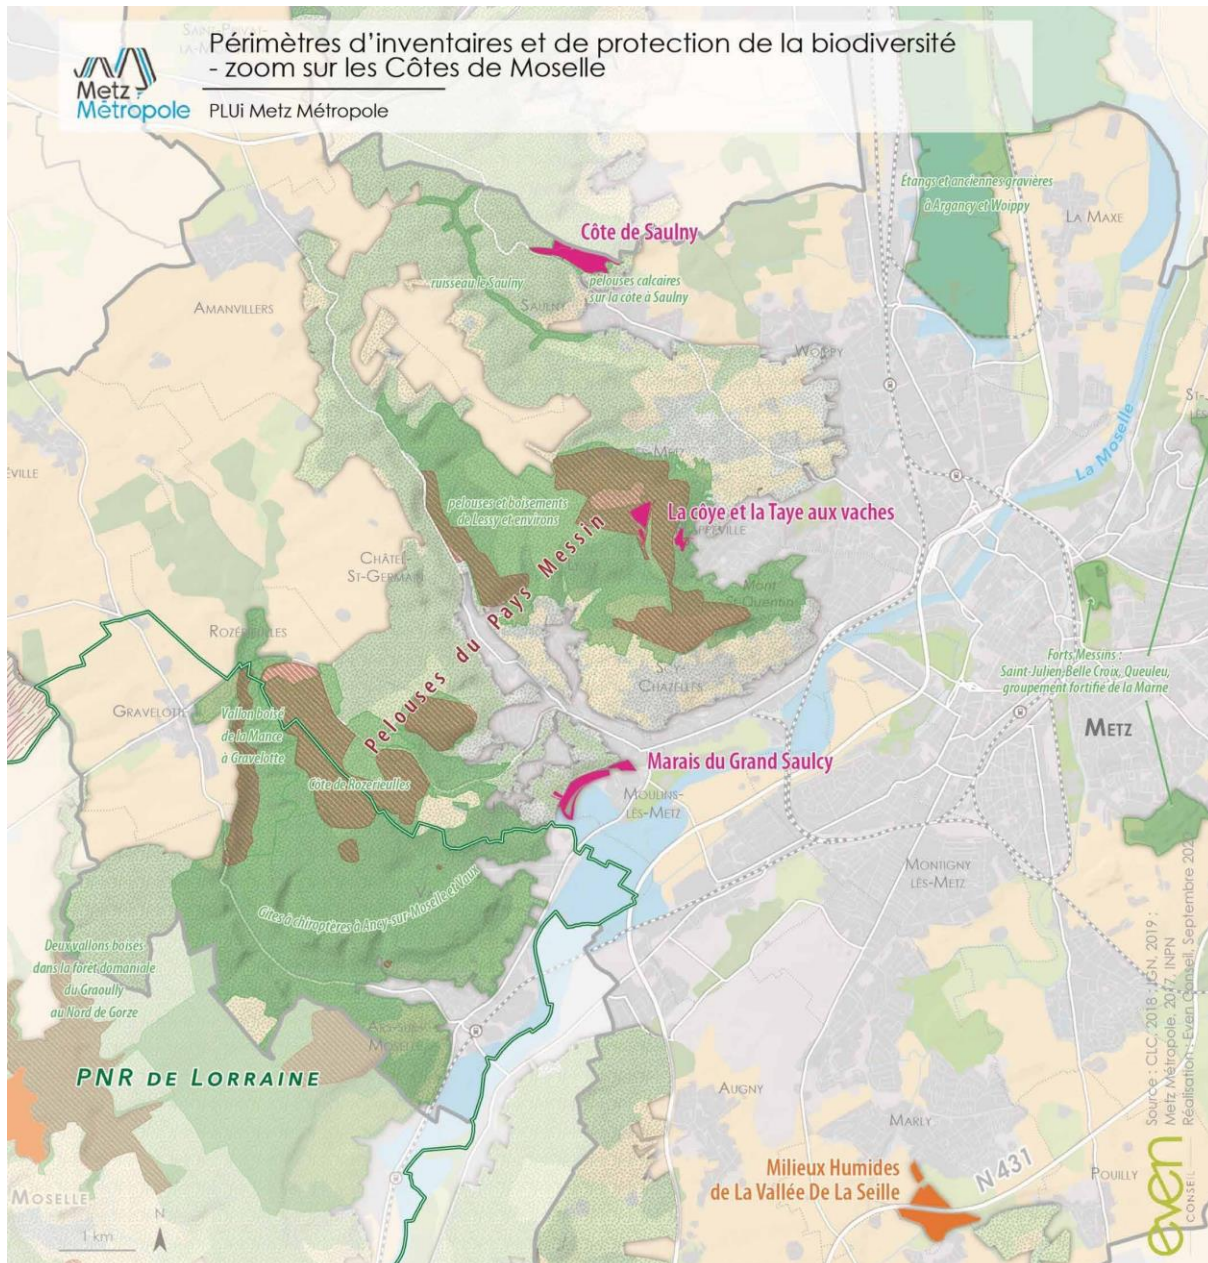 Périmètres d'inventaires et de protection de la biodiversité
- zoom sur les Côtes de Moselle
Metz
Métropole
PLUi Metz Métropole
Étangs et anciennes gravières
à Argancy et Woippy
LA MAXE
Côte de Saulny
ruisseau le Saulny
pelouses calcaires
sur la côte à Saulny
SAULNY
AMANVILLERS
WOIPPY
La Moselle
ÉVILLE
pelouses et boisements
de Lessy et environs
La côye et la Taye aux vaches
CHÂTEL-
ST-GERMAIN
Mont
St-Quentin
Pelouses du Pays Messin
ROZÉRIEULLES
CHAZELLES
Forts Messins :
Saint-Julien, Belle Croix, Queuleu,
groupement fortifié de la Marne
GRAVELOTTE
Vallon boisé
de la Mance
à Gravelotte
METZ
Côte de Rozerieulles
Marais du Grand Saulcy
MOULINS-
LÈS-METZ
MONTIGNY
LÈS-METZ
Gîtes à chiroptères à Ancy-sur-Moselle et Vaux
Deux vallons boisés
dans la forêt domaniale
du Graoully
au Nord de Gorze
ARS-SUR-
MOSELLE
PNR DE LORRAINE
AUGNY
MARLY
N 431
POUILLY
Milieux Humides
de La Vallée De La Seille
MOSELLE
1 km
N
Source : CLC, 2018 ; IGN, 2019 ;
Metz Métropole, 2017, INPN
Réalisation : Even Conseil, Septembre
even
CONSEIL